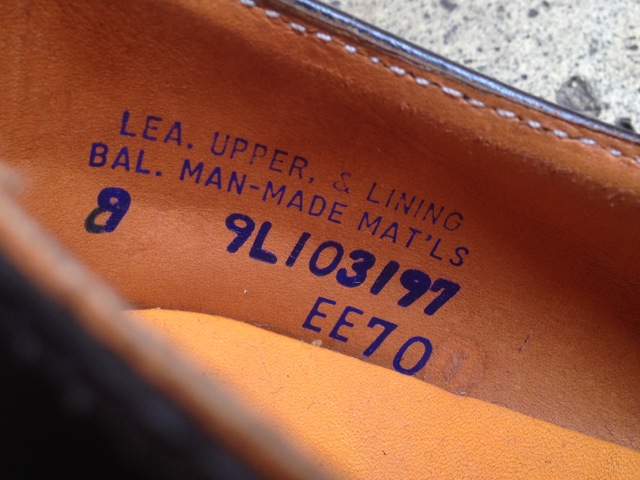 LEA. UPPER, & LINING
BAL. MAN-MADE MAT'LS
8 9L103197
EE70